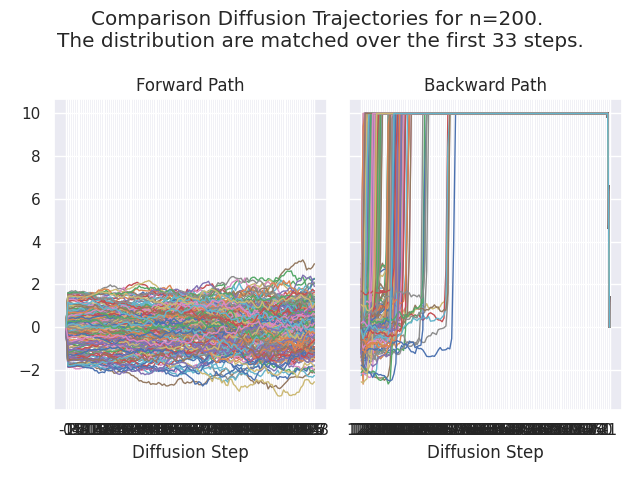 Comparison Diffusion Trajectories for n=200.
The distribution are matched over the first 33 steps.
Forward Path
Backward Path
10
8
6
4
2
0
−2
Diffusion Step
Diffusion Step